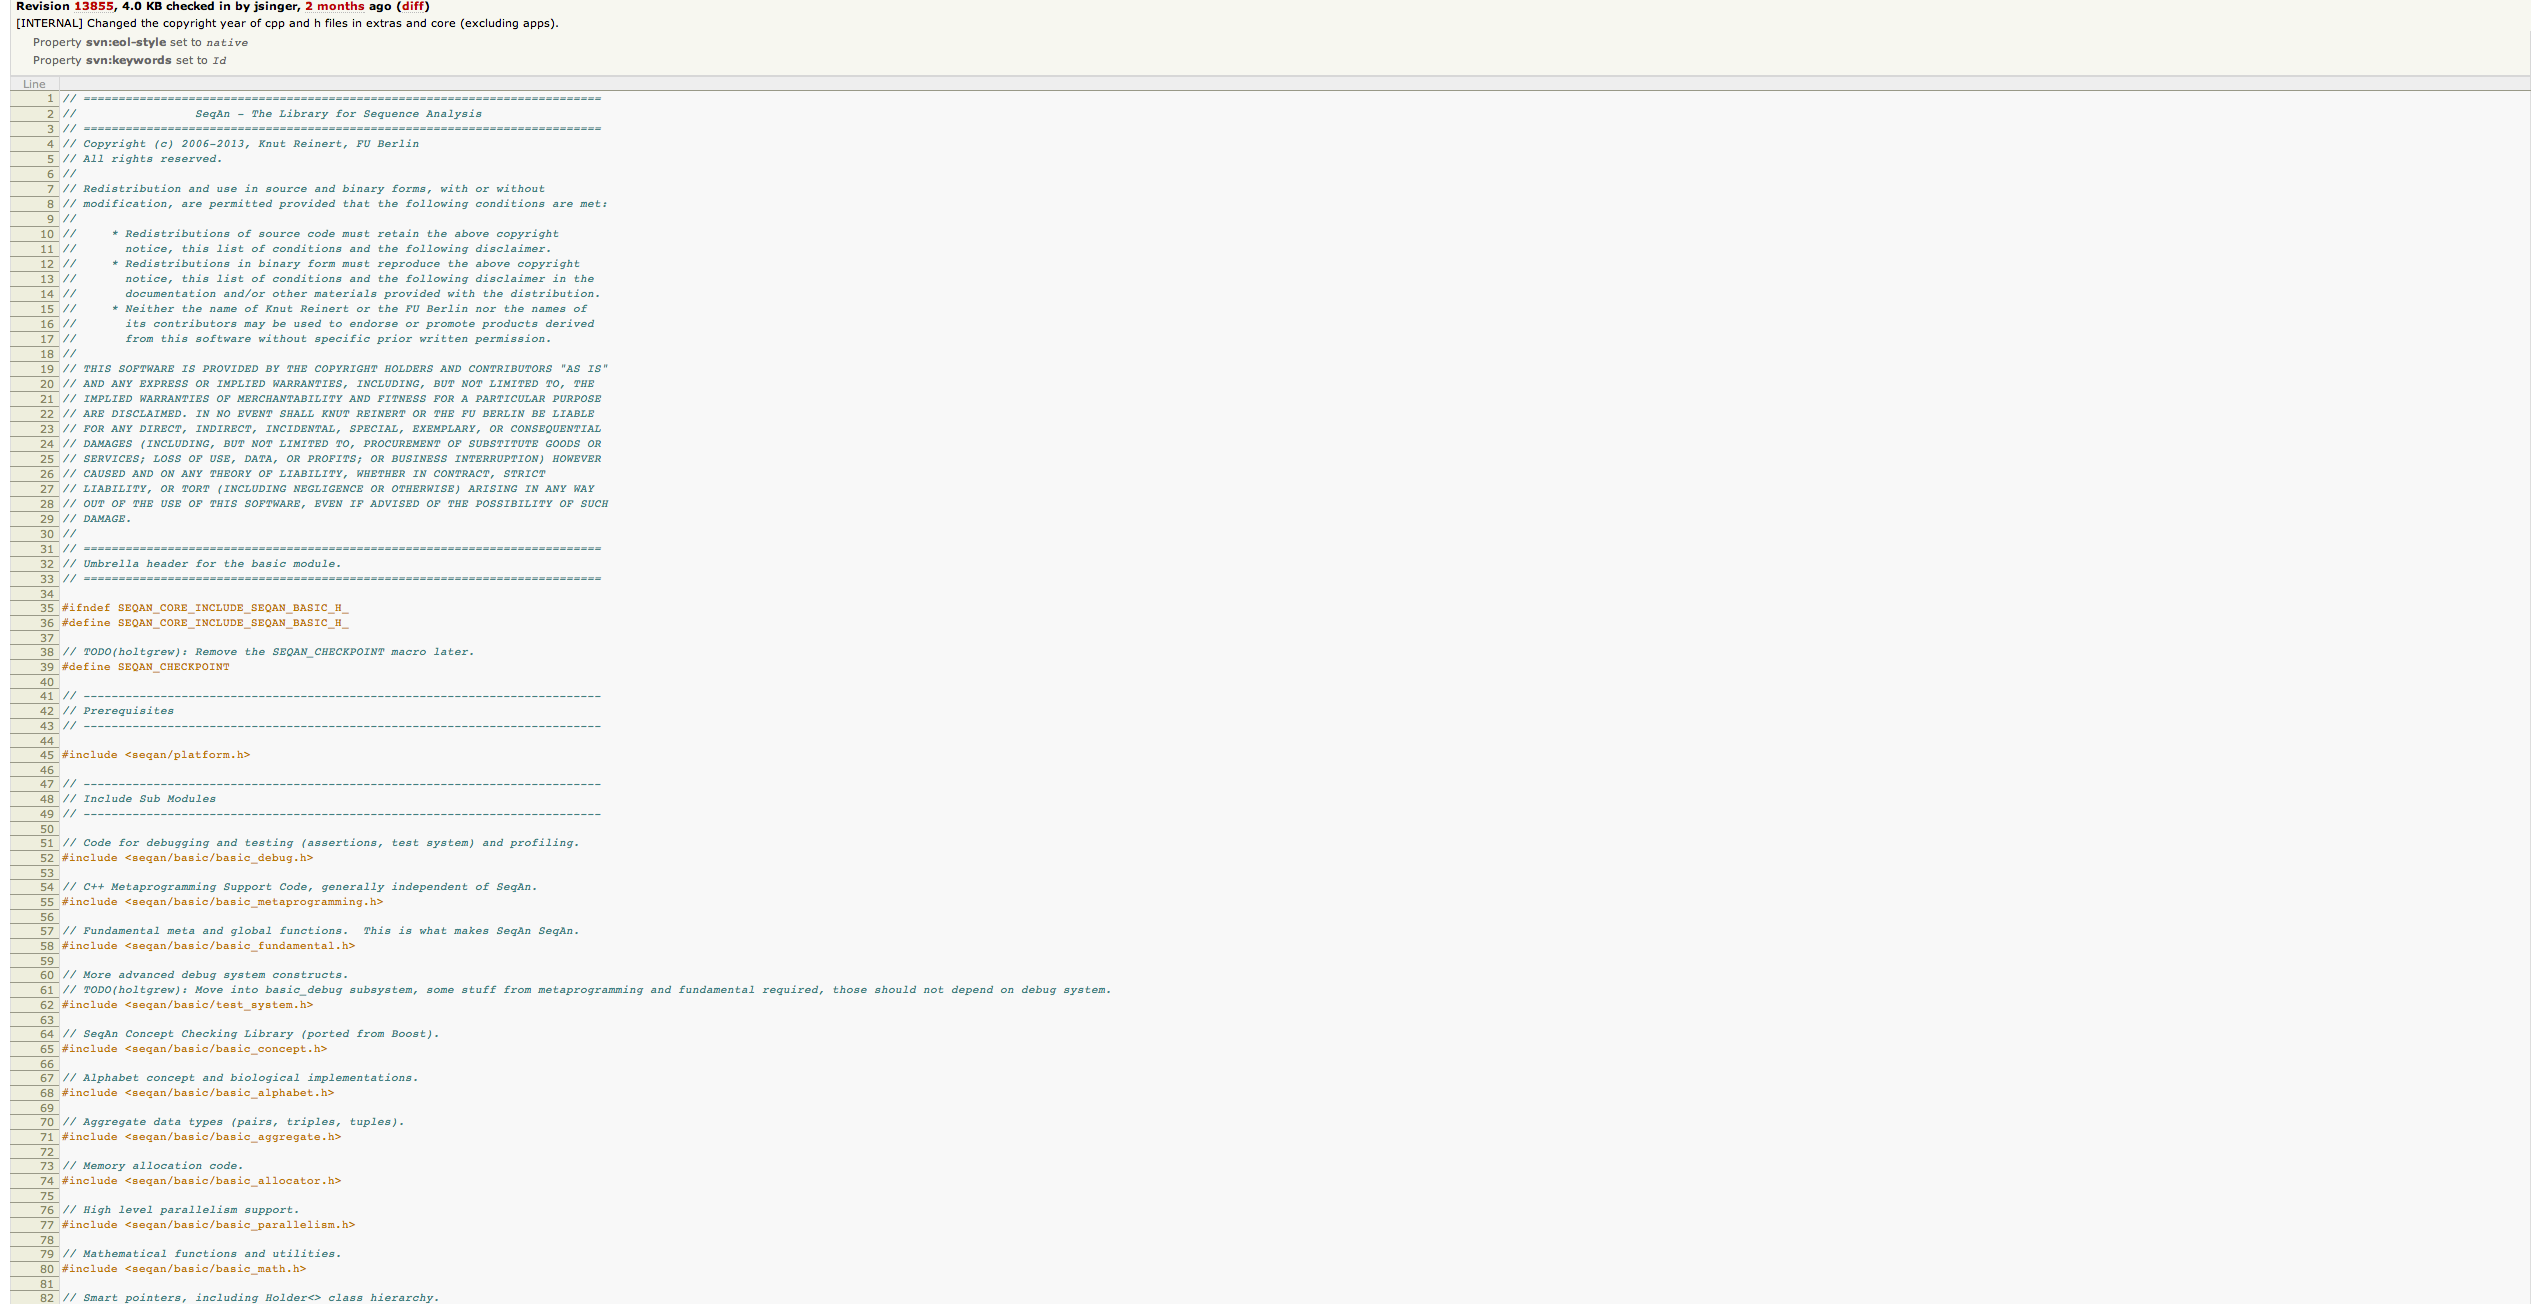 Revision 13855, 4.0 KB checked in by jsinger, 2 months ago (diff)
[INTERNAL] Changed the copyright year of cpp and h files in extras and core (excluding apps).
Property svn:eol-style set to native
Property svn:keywords set to Id
Line
1 // ==========================================================================
2 //                 SeqAn - The Library for Sequence Analysis
3 // ==========================================================================
4 // Copyright (c) 2006-2013, Knut Reinert, FU Berlin
5 // All rights reserved.
6 //
7 // Redistribution and use in source and binary forms, with or without
8 // modification, are permitted provided that the following conditions are met:
9 //
10 //     * Redistributions of source code must retain the above copyright
11 //       notice, this list of conditions and the following disclaimer.
12 //     * Redistributions in binary form must reproduce the above copyright
13 //       notice, this list of conditions and the following disclaimer in the
14 //       documentation and/or other materials provided with the distribution.
15 //     * Neither the name of Knut Reinert or the FU Berlin nor the names of
16 //       its contributors may be used to endorse or promote products derived
17 //       from this software without specific prior written permission.
18 //
19 // THIS SOFTWARE IS PROVIDED BY THE COPYRIGHT HOLDERS AND CONTRIBUTORS "AS IS"
20 // AND ANY EXPRESS OR IMPLIED WARRANTIES, INCLUDING, BUT NOT LIMITED TO, THE
21 // IMPLIED WARRANTIES OF MERCHANTABILITY AND FITNESS FOR A PARTICULAR PURPOSE
22 // ARE DISCLAIMED. IN NO EVENT SHALL KNUT REINERT OR THE FU BERLIN BE LIABLE
23 // FOR ANY DIRECT, INDIRECT, INCIDENTAL, SPECIAL, EXEMPLARY, OR CONSEQUENTIAL
24 // DAMAGES (INCLUDING, BUT NOT LIMITED TO, PROCUREMENT OF SUBSTITUTE GOODS OR
25 // SERVICES; LOSS OF USE, DATA, OR PROFITS; OR BUSINESS INTERRUPTION) HOWEVER
26 // CAUSED AND ON ANY THEORY OF LIABILITY, WHETHER IN CONTRACT, STRICT
27 // LIABILITY, OR TORT (INCLUDING NEGLIGENCE OR OTHERWISE) ARISING IN ANY WAY
28 // OUT OF THE USE OF THIS SOFTWARE, EVEN IF ADVISED OF THE POSSIBILITY OF SUCH
29 // DAMAGE.
30 //
31 // ==========================================================================
32 // Umbrella header for the basic module.
33 // ==========================================================================
34
35 #ifndef SEQAN_CORE_INCLUDE_SEQAN_BASIC_H_
36 #define SEQAN_CORE_INCLUDE_SEQAN_BASIC_H_
37
38 // TODO(holtgrew): Remove the SEQAN_CHECKPOINT macro later.
39 #define SEQAN_CHECKPOINT
40
41 // --------------------------------------------------------------------------
42 // Prerequisites
43 // --------------------------------------------------------------------------
44
45 #include <seqan/platform.h>
46
47 // --------------------------------------------------------------------------
48 // Include Sub Modules
49 // --------------------------------------------------------------------------
50
51 // Code for debugging and testing (assertions, test system) and profiling.
52 #include <seqan/basic/basic_debug.h>
53
54 // C++ Metaprogramming Support Code, generally independent of SeqAn.
55 #include <seqan/basic/basic_metaprogramming.h>
56
57 // Fundamental meta and global functions.  This is what makes SeqAn SeqAn.
58 #include <seqan/basic/basic_fundamental.h>
59
60 // More advanced debug system constructs.
61 // TODO(holtgrew): Move into basic_debug subsystem, some stuff from metaprogramming and fundamental required, those should not depend on debug system.
62 #include <seqan/basic/test_system.h>
63
64 // SeqAn Concept Checking Library (ported from Boost).
65 #include <seqan/basic/basic_concept.h>
66
67 // Alphabet concept and biological implementations.
68 #include <seqan/basic/basic_alphabet.h>
69
70 // Aggregate data types (pairs, triples, tuples).
71 #include <seqan/basic/basic_aggregate.h>
72
73 // Memory allocation code.
74 #include <seqan/basic/basic_allocator.h>
75
76 // High level parallelism support.
77 #include <seqan/basic/basic_parallelism.h>
78
79 // Mathematical functions and utilities.
80 #include <seqan/basic/basic_math.h>
81
82 // Smart pointers, including Holder<> class hierarchy.